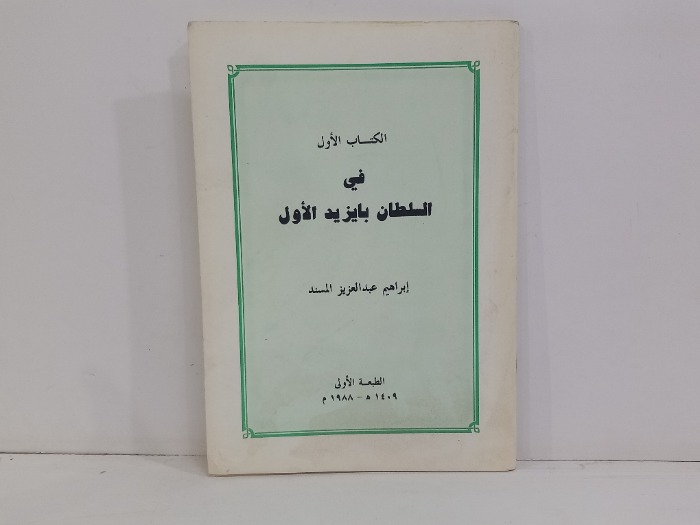 الكتاب الأول
في
السلطان بايزيد الأول
إبراهيم عبدالعزيز المسند
الطبعة الأولى
١٤٠٩ هـ - ١٩٨٨ م